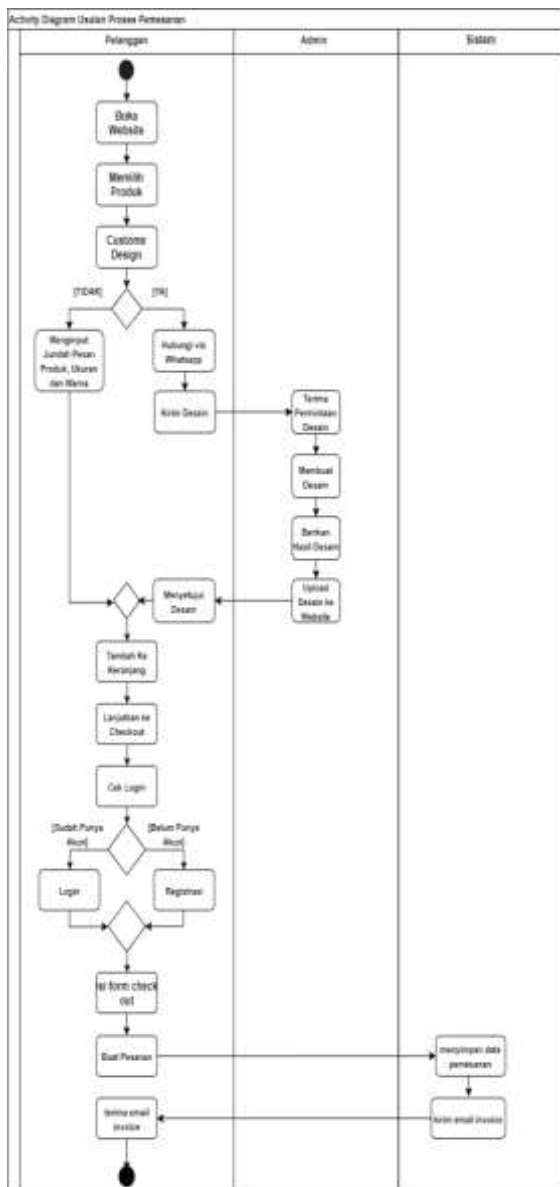 Activity Diagram Usulan Proses Pemesanan
Pelanggan
Admin
Sistem
Buka
Website
Memilih
Produk
Custome
Design
[TIDAK]
[YA]
Menginput
Jumlah Pesan
Produk, Ukuran
dan Warna
Hubungi via
Whatsapp
Kirim Desain
Terima
Permintaan
Desain
Membuat
Desain
Berikan
Hasil Desain
Upload
Desain ke
Website
Menyetujui
Desain
Tambah Ke
Keranjang
Lanjutkan ke
Checkout
Cek Login
[Sudah Punya
Akun]
[Belum Punya
Akun]
Login
Registrasi
Isi form check
out
Buat Pesanan
menyimpan data
pemesanan
kirim email invoice
terima email
invoice